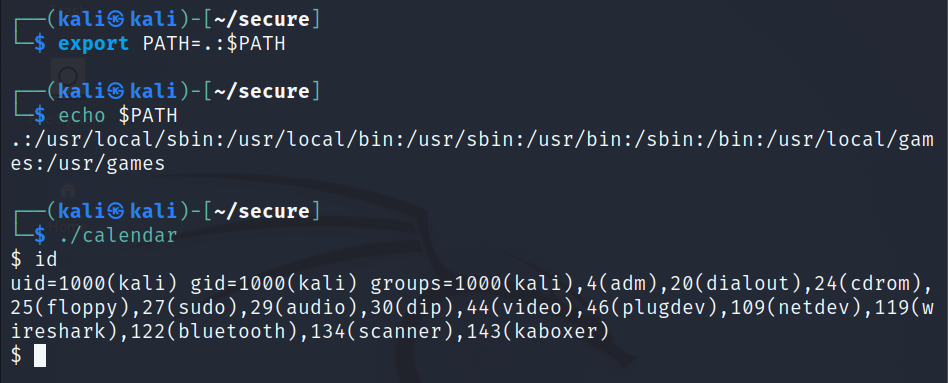 ┌──(kali㉿kali)-[~/secure]
└─$ export PATH=.:$PATH
┌──(kali㉿kali)-[~/secure]
└─$ echo $PATH
.:/usr/local/sbin:/usr/local/bin:/usr/sbin:/usr/bin:/sbin:/bin:/usr/local/gam
es:/usr/games
┌──(kali㉿kali)-[~/secure]
└─$ ./calendar
$ id
uid=1000(kali) gid=1000(kali) groups=1000(kali),4(adm),20(dialout),24(cdrom),
25(floppy),27(sudo),29(audio),30(dip),44(video),46(plugdev),109(netdev),119(w
ireshark),122(bluetooth),134(scanner),143(kaboxer)
$